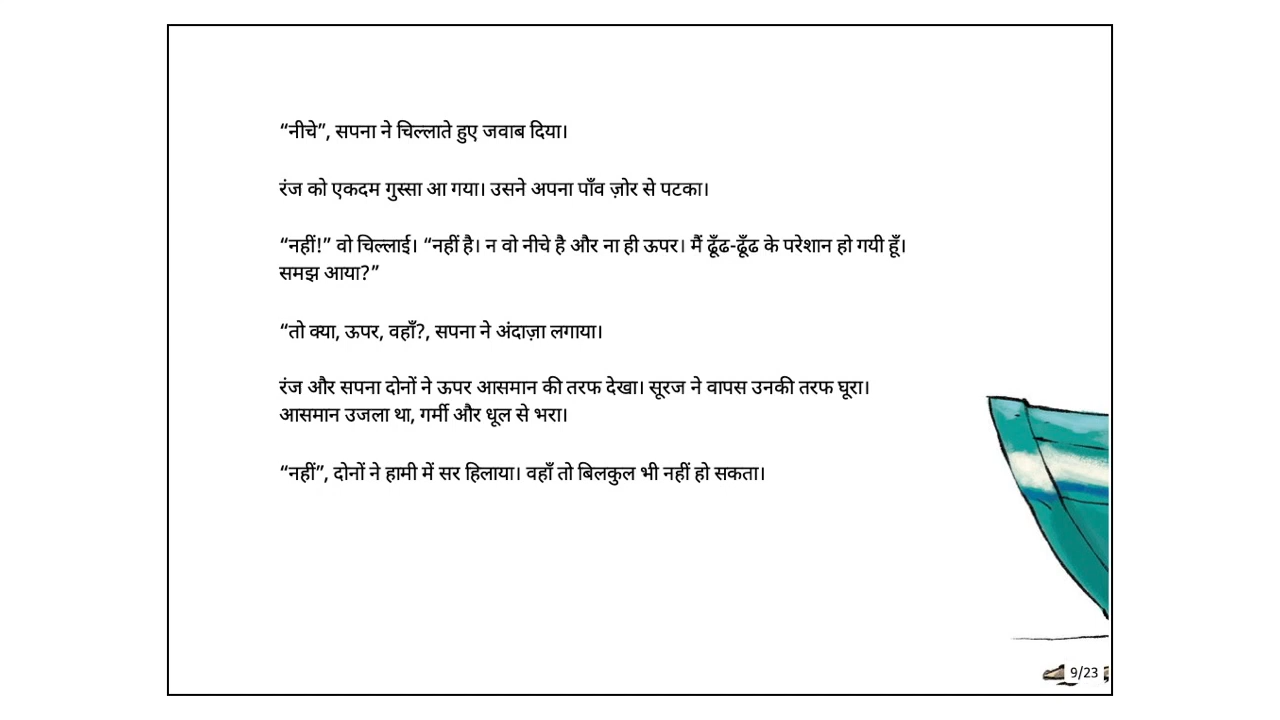 “नीचे”, सपना ने चिल्लाते हुए जवाब दिया।
रंज को एकदम गुस्सा आ गया। उसने अपना पाँव ज़ोर से पटका।
“नहीं!” वो चिल्लाई। “नहीं है। न वो नीचे है और ना ही ऊपर। मैं ढूँढ-ढूँढ के परेशान हो गयी हूँ।
समझ आया?”
“तो क्या, ऊपर, वहाँ?, सपना ने अंदाज़ा लगाया।
रंज और सपना दोनों ने ऊपर आसमान की तरफ देखा। सूरज ने वापस उनकी तरफ घूरा।
आसमान उजला था, गर्मी और धूल से भरा।
“नहीं”, दोनों ने हामी में सर हिलाया। वहाँ तो बिलकुल भी नहीं हो सकता।
9/23